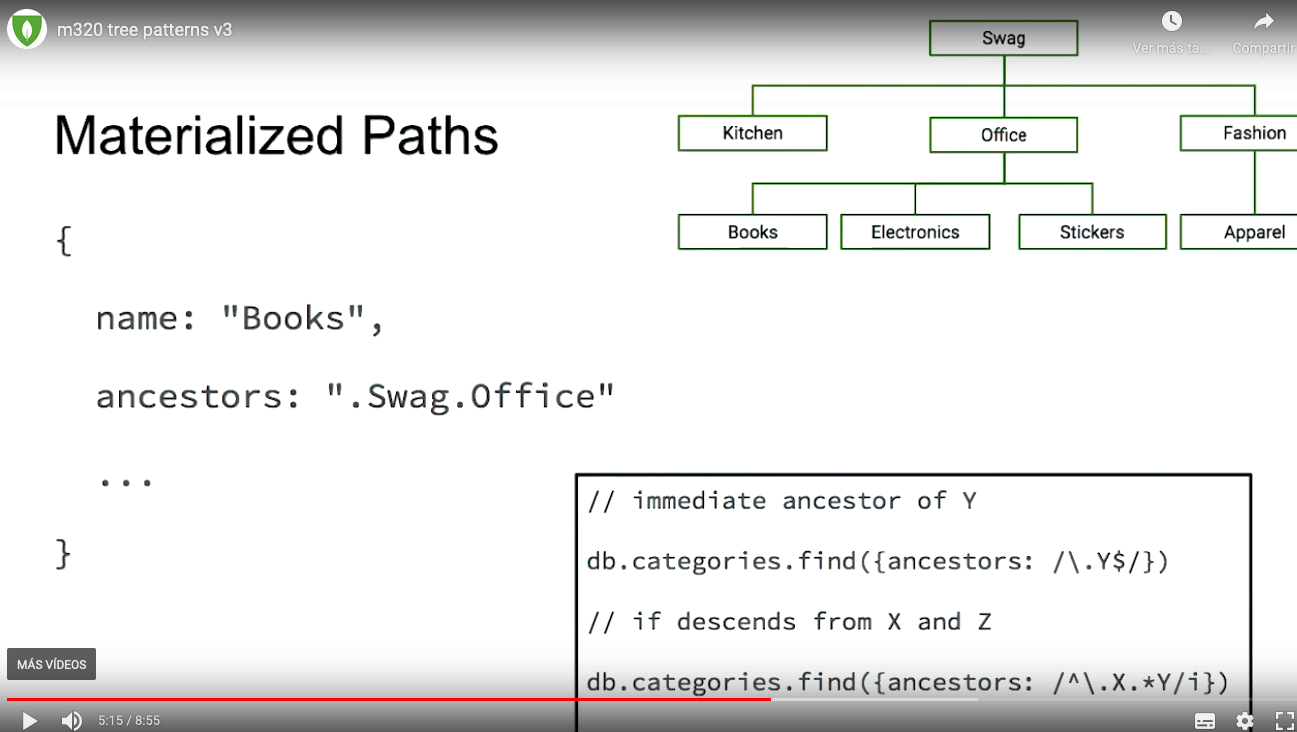 m320 tree patterns v3
Ver más ta...
Compartir
Swag
Kitchen
Office
Fashion
Books
Electronics
Stickers
Apparel
Materialized Paths
{
name: "Books",
ancestors: ".Swag.Office"
...
}
// immediate ancestor of Y
db.categories.find({ancestors: /\.Y$/})
// if descends from X and Z
db.categories.find({ancestors: /^\.X.*Y/i})
MÁS VÍDEOS
5:15 / 8:55